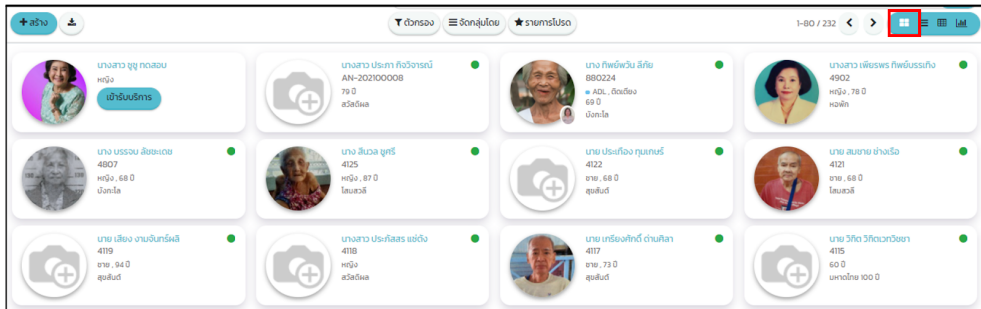 + สร้าง
ตัวกรอง จัดกลุ่มโดย รายการโปรด
1-80 / 232
นางสาว ชูชู ทดสอบ
หญิง
เข้ารับบริการ
นางสาว ประภา กิจวิจารณ์
AN-202100008
79 ปี
สวัสดิผล
นาง ทิพย์พวัน ลีภัย
880224
ADL , ติดเตียง
69 ปี
บังทะโล
นางสาว เพียรพร ทิพย์บรรเทิง
4902
หญิง , 78 ปี
หอพัก
นาง บรรจบ ลัชชะเดช
4807
หญิง , 68 ปี
บังกะโล
นาง สีนวล ชูศรี
4125
หญิง , 87 ปี
โสมสวลี
นาย ประเทือง ทุมเกษร์
4122
ชาย , 68 ปี
สุขสันต์
นาย สมชาย ช่างเรือ
4121
ชาย , 68 ปี
โสมสวลี
นาย เสียง งามจันทร์ผลิ
4119
ชาย , 94 ปี
สุขสันต์
นางสาว ประภัสสร แซ่ตัง
4118
หญิง
สวัสดิผล
นาย เกรียงศักดิ์ ด่านศิลา
4117
ชาย , 73 ปี
สุขสันต์
นาย วิกิต วิกิตเวทวิชชา
4115
60 ปี
มหาดไทย 100 ปี